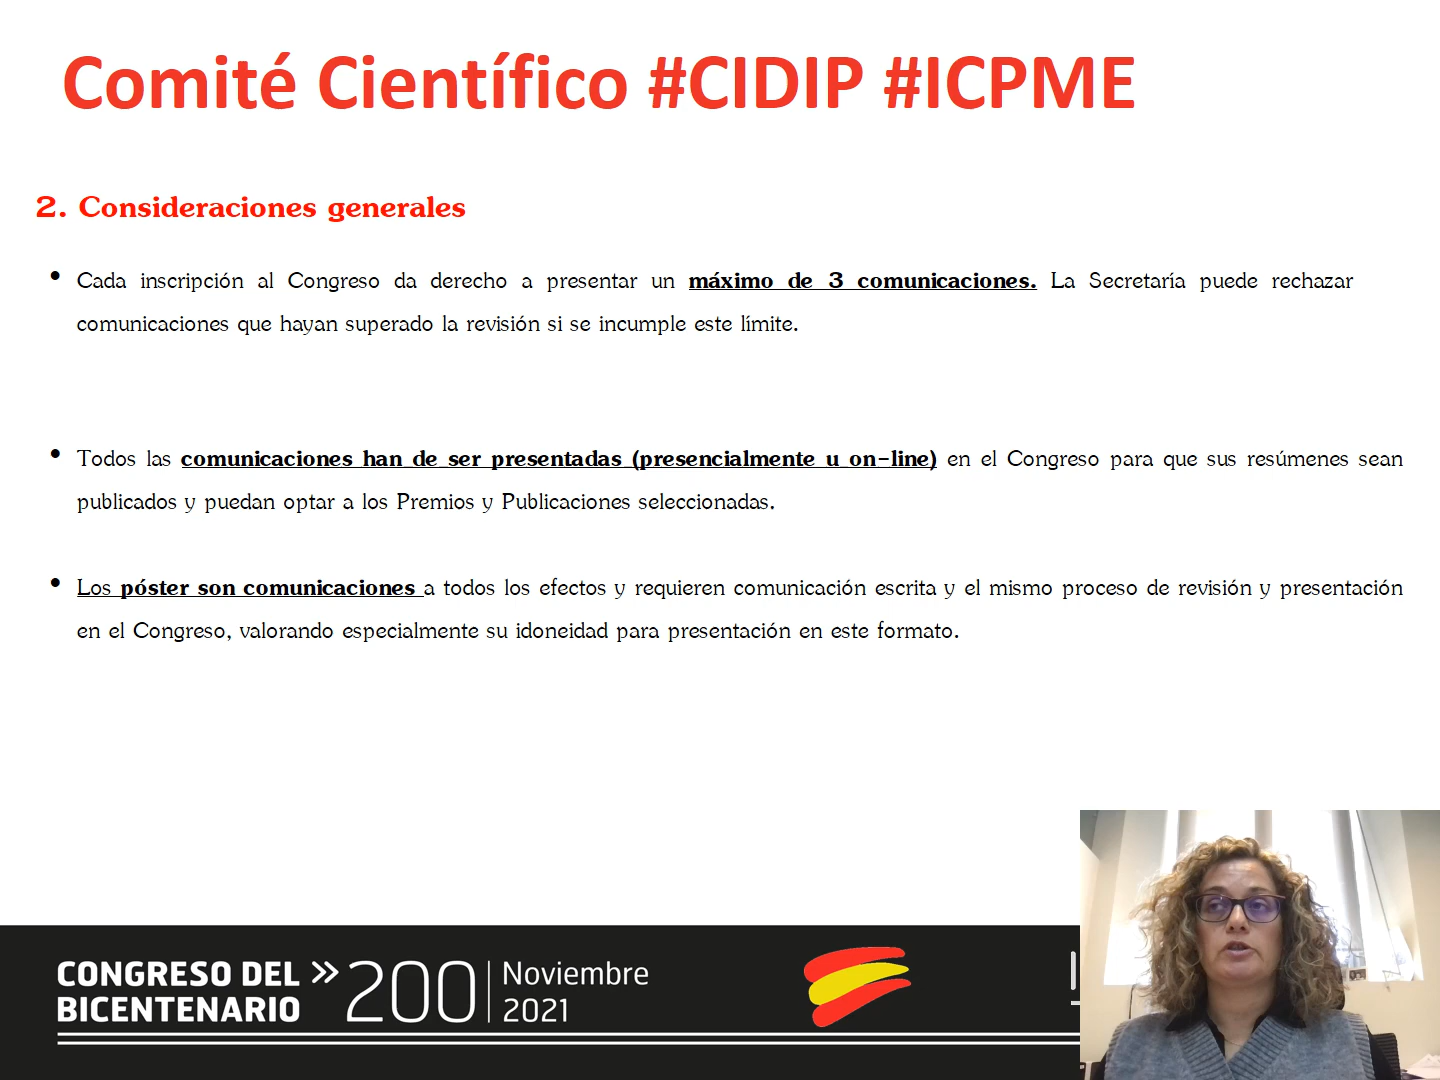 Comité Científico #CIDIP #ICPME
2. Consideraciones generales
• Cada inscripción al Congreso da derecho a presentar un máximo de 3 comunicaciones. La Secretaría puede rechazar
comunicaciones que hayan superado la revisión si se incumple este límite.
• Todos las comunicaciones han de ser presentadas (presencialmente u on-line) en el Congreso para que sus resúmenes sean
publicados y puedan optar a los Premios y Publicaciones seleccionadas.
• Los póster son comunicaciones a todos los efectos y requieren comunicación escrita y el mismo proceso de revisión y presentación
en el Congreso, valorando especialmente su idoneidad para presentación en este formato.
CONGRESO DEL
BICENTENARIO
» 200
Noviembre
2021